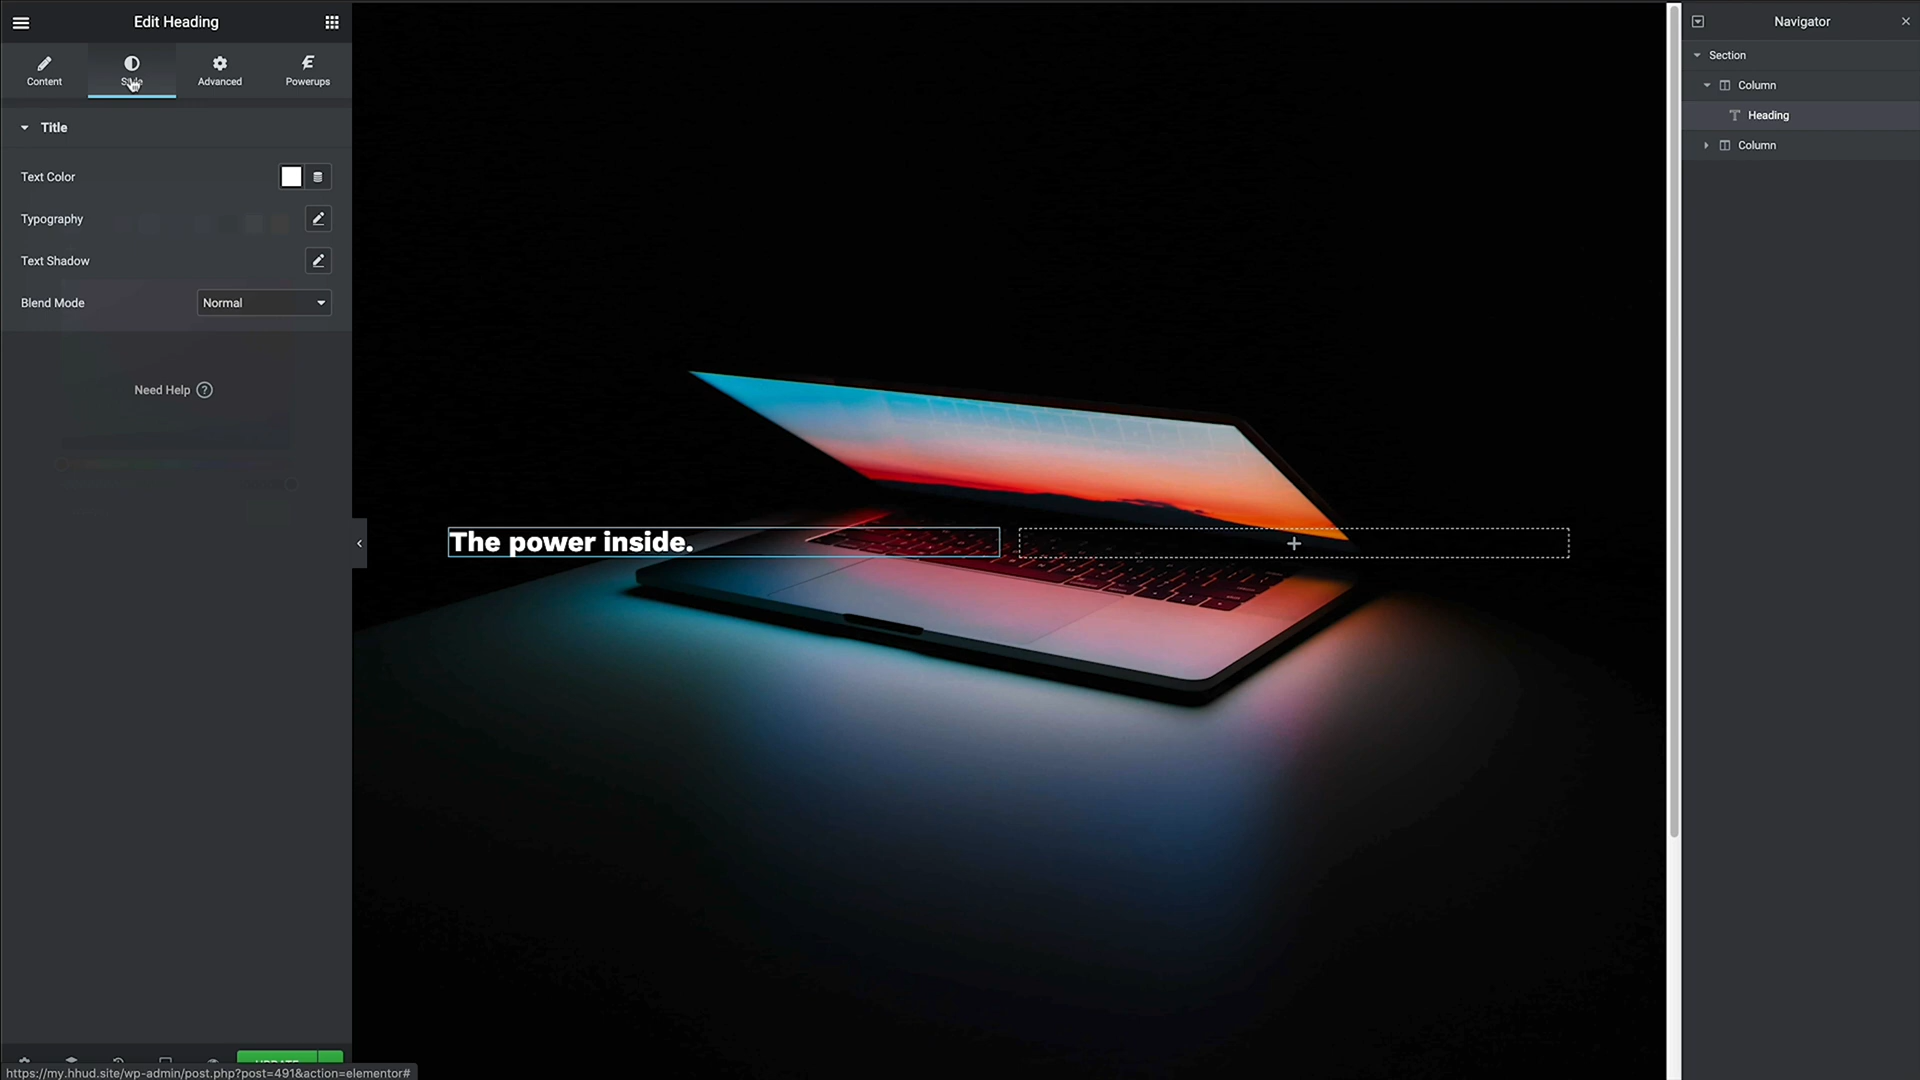 Edit Heading
Content
Style
Advanced
Powerups
Title
Text Color
Typography
Text Shadow
Blend Mode
Normal
Need Help ?
The power inside.
UPDATE
https://my.hhud.site/wp-admin/post.php?post=491&action=elementor#
Navigator
Section
Column
Heading
Column